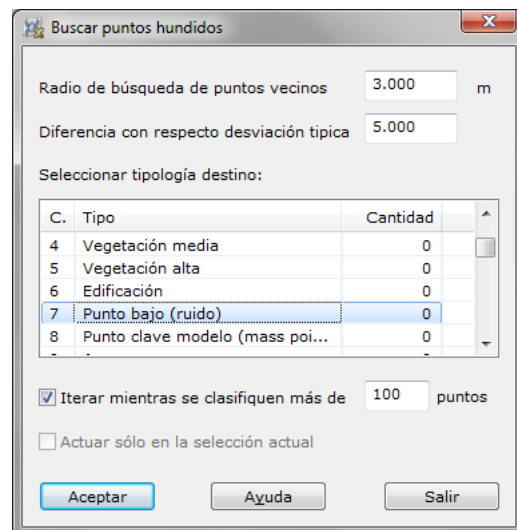 Buscar puntos hundidos
Radio de búsqueda de puntos vecinos 3.000 m
Diferencia con respecto desviación tipica 5.000
Seleccionar tipología destino:
C. Tipo Cantidad
4 Vegetación media 0
5 Vegetación alta 0
6 Edificación 0
7 Punto bajo (ruido) 0
8 Punto clave modelo (mass poi... 0
Iterar mientras se clasifiquen más de 100 puntos
Actuar sólo en la selección actual
Aceptar Ayuda Salir